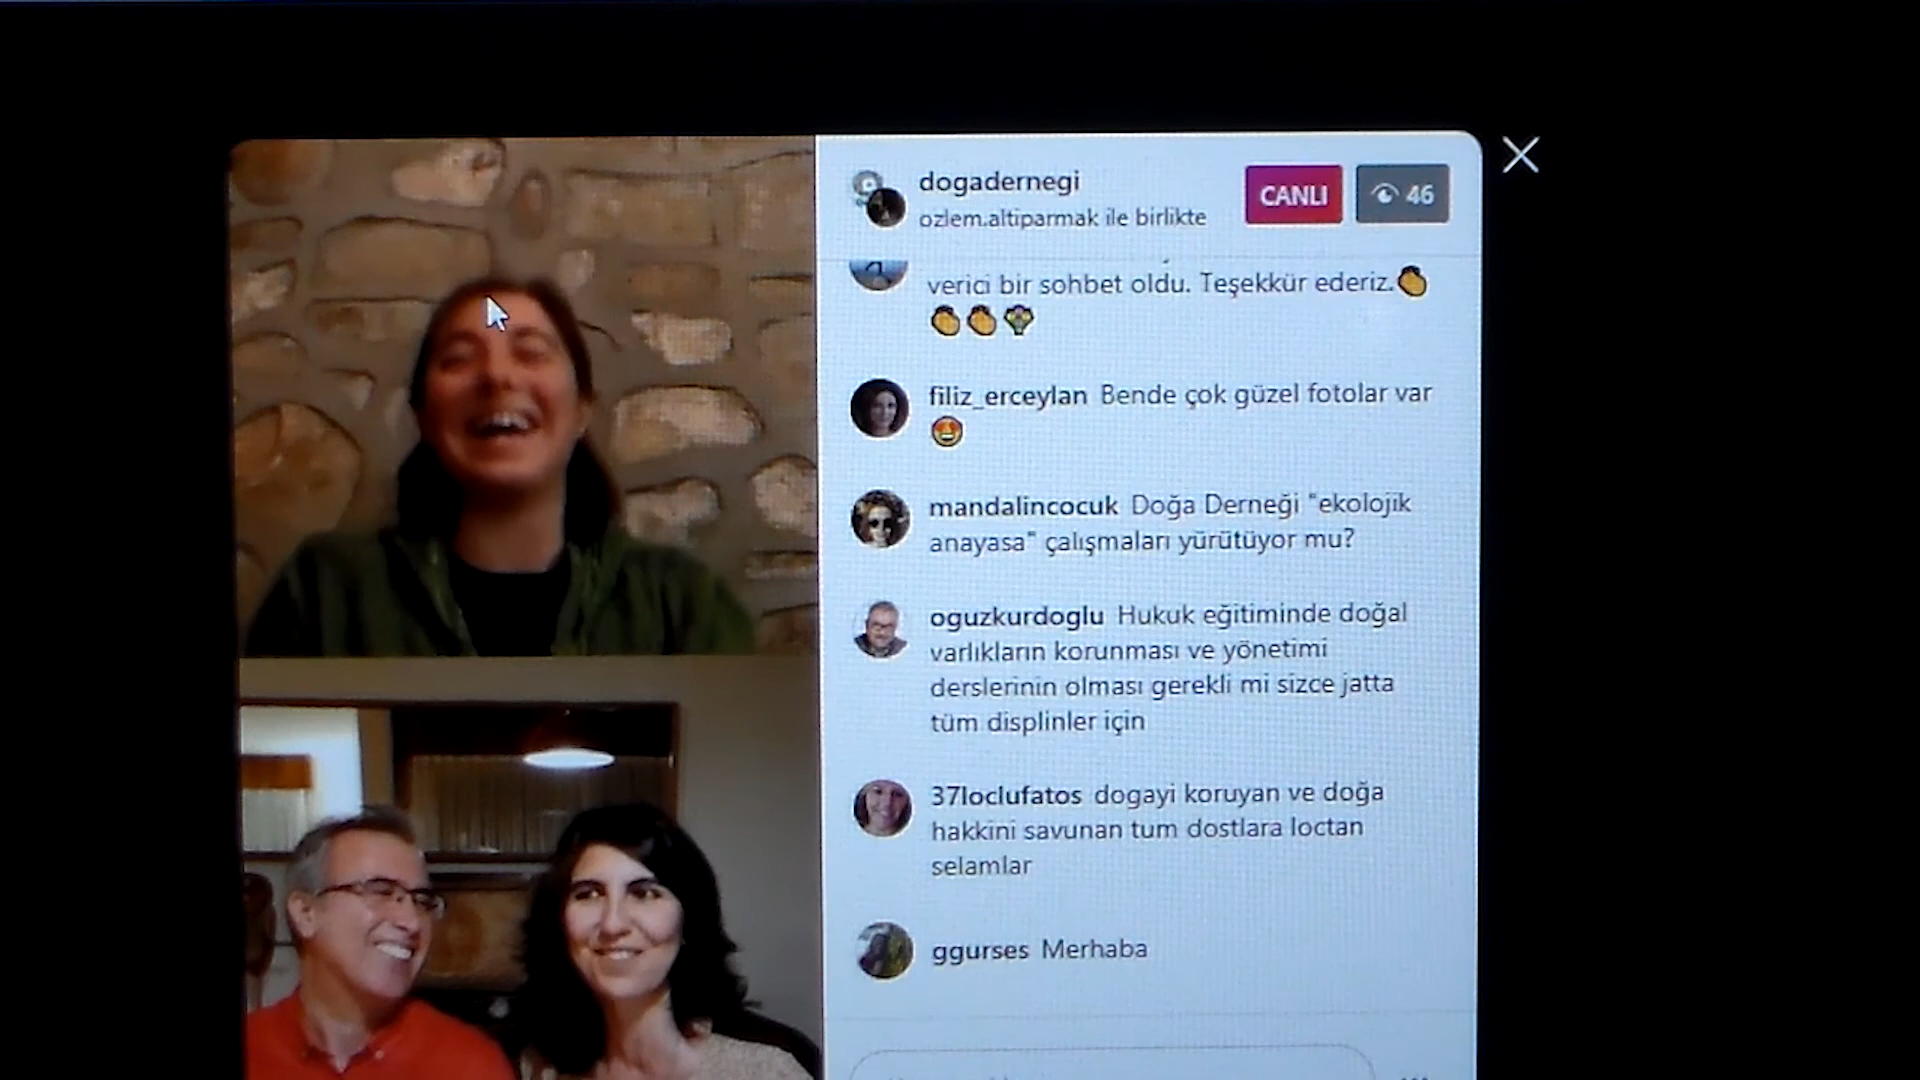 dogadernegi
ozlem.altiparmak ile birlikte
CANLI
46
verici bir sohbet oldu. Teşekkür ederiz.👏
👏👏💐
filiz_erceylan Bende çok güzel fotolar var
😍
mandalincocuk Doğa Derneği "ekolojik
anayasa" çalışmaları yürütüyor mu?
oguzkurdoglu Hukuk eğitiminde doğal
varlıkların korunması ve yönetimi
derslerinin olması gerekli mi sizce jatta
tüm displinler için
37loclufatos dogayi koruyan ve doğa
hakkini savunan tum dostlara loctan
selamlar
ggurses Merhaba